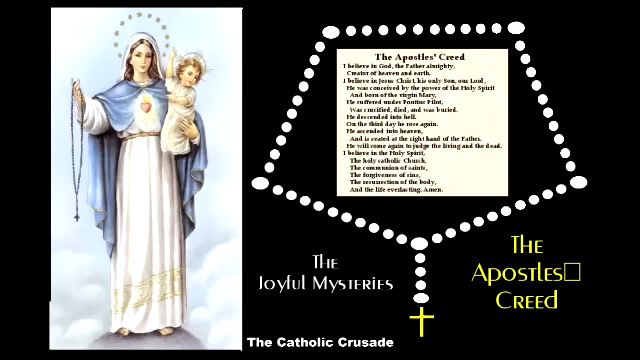 The Apostles' Creed
I believe in God, the Father almighty,
Creator of heaven and earth.
I believe in Jesus Christ, his only Son, our Lord,
He was conceived by the power of the Holy Spirit
And born of the virgin Mary,
He suffered under Pontius Pilot,
Was crucified, died, and was buried.
He descended into hell.
On the third day he rose again.
He ascended into heaven,
And is seated at the right hand of the Father.
He will come again to judge the living and the dead.
I believe in the Holy Spirit,
The holy catholic Church,
The communion of saints,
The forgiveness of sins,
The resurrection of the body,
And the life everlasting. Amen.
The
Joyful Mysteries
The
Apostles□
Creed
The Catholic Crusade